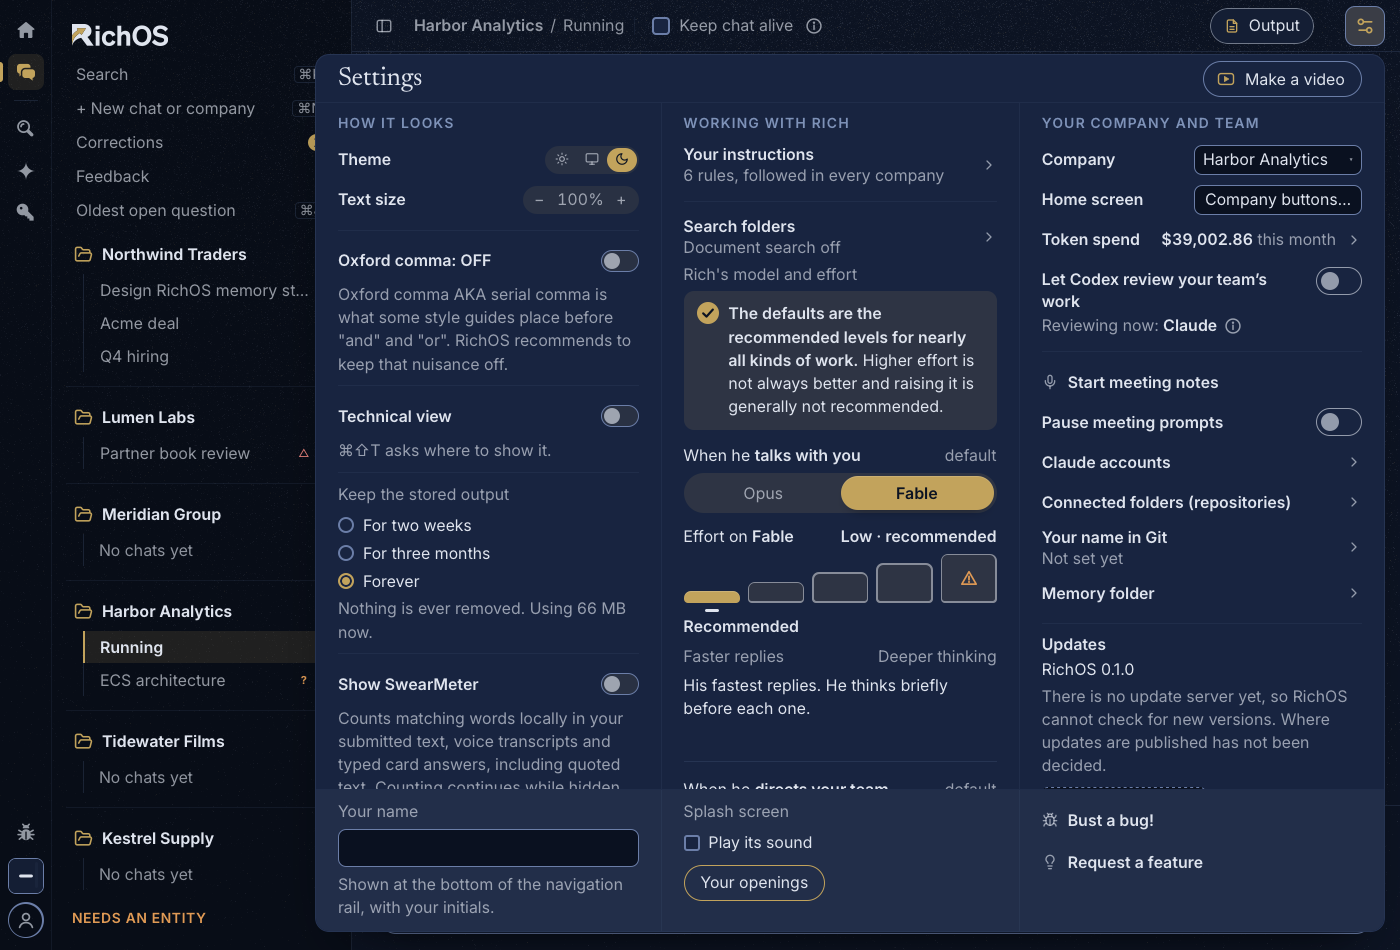 RichOS
Search
+ New chat or company
Corrections
Feedback
Oldest open question
Northwind Traders
Design RichOS memory st...
Acme deal
Q4 hiring
Lumen Labs
Partner book review
Meridian Group
No chats yet
Harbor Analytics
Running
ECS architecture ?
Tidewater Films
No chats yet
Kestrel Supply
No chats yet
NEEDS AN ENTITY
Harbor Analytics / Running
Keep chat alive
Output
Settings
Make a video
HOW IT LOOKS
Theme
Text size
− 100% +
Oxford comma: OFF
Oxford comma AKA serial comma is
what some style guides place before
"and" and "or". RichOS recommends to
keep that nuisance off.
Technical view
⌘⇧T asks where to show it.
Keep the stored output
For two weeks
For three months
Forever
Nothing is ever removed. Using 66 MB
now.
Show SwearMeter
Counts matching words locally in your
submitted text, voice transcripts and
typed card answers, including quoted
text. Counting continues while hidden
Your name
Shown at the bottom of the navigation
rail, with your initials.
WORKING WITH RICH
Your instructions
6 rules, followed in every company
Search folders
Document search off
Rich's model and effort
The defaults are the
recommended levels for nearly
all kinds of work. Higher effort is
not always better and raising it is
generally not recommended.
When he talks with you default
Opus Fable
Effort on Fable Low · recommended
Recommended
Faster replies Deeper thinking
His fastest replies. He thinks briefly
before each one.
When he directs your team default
Splash screen
Play its sound
Your openings
YOUR COMPANY AND TEAM
Company Harbor Analytics
Home screen Company buttons...
Token spend $39,002.86 this month
Let Codex review your team’s
work
Reviewing now: Claude
Start meeting notes
Pause meeting prompts
Claude accounts
Connected folders (repositories)
Your name in Git
Not set yet
Memory folder
Updates
RichOS 0.1.0
There is no update server yet, so RichOS
cannot check for new versions. Where
updates are published has not been
decided.
Bust a bug!
Request a feature